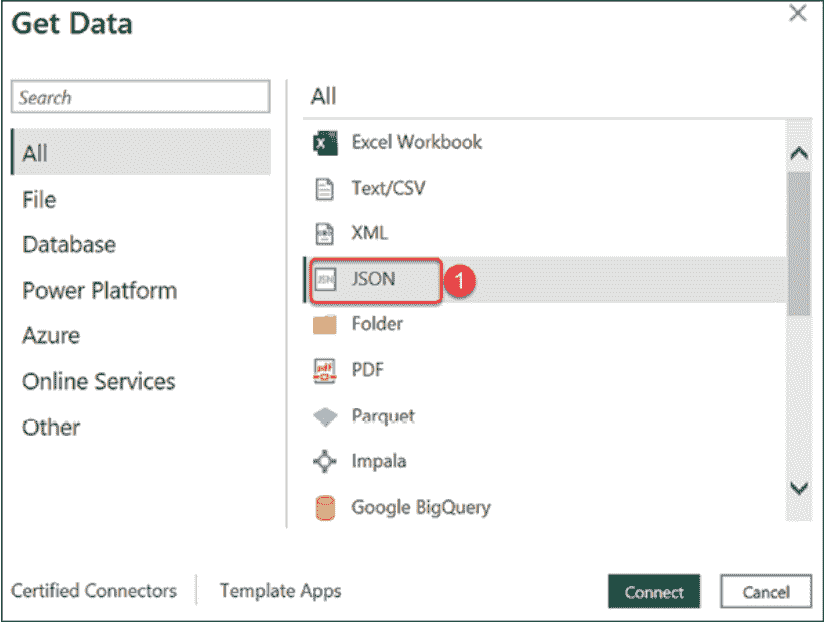 Get Data
Search
All
File
Database
Power Platform
Azure
Online Services
Other
All
Excel Workbook
Text/CSV
XML
JSON
1
Folder
PDF
Parquet
Impala
Google BigQuery
Certified Connectors
Template Apps
Connect
Cancel